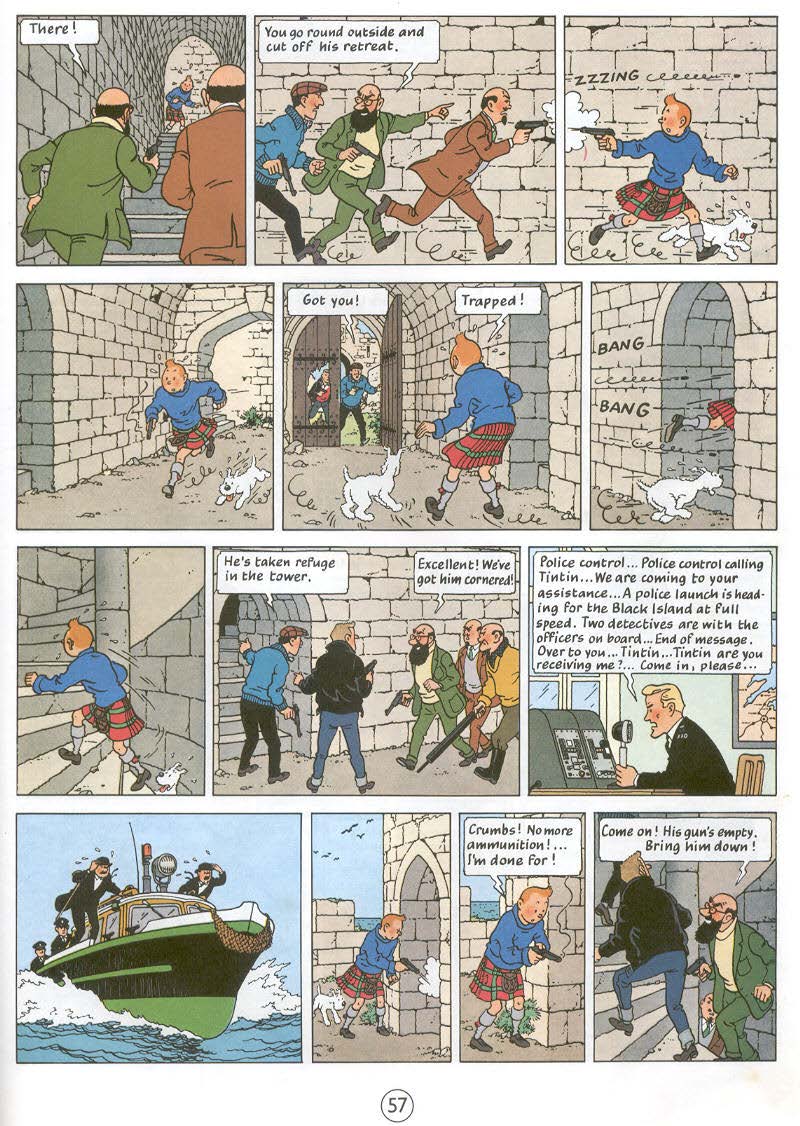 There!
You go round outside and
cut off his retreat.
ZZZING
Got you!
Trapped!
BANG
BANG
He's taken refuge
in the tower.
Excellent! We've
got him cornered!
Police control... Police control calling
Tintin... We are coming to your
assistance... A police launch is head-
ing for the Black Island at full
speed. Two detectives are with the
officers on board... End of message.
Over to you... Tintin... Tintin are you
receiving me?... Come in, please...
Crumbs! No more
ammunition!...
I'm done for!
Come on! His gun's empty.
Bring him down!
57